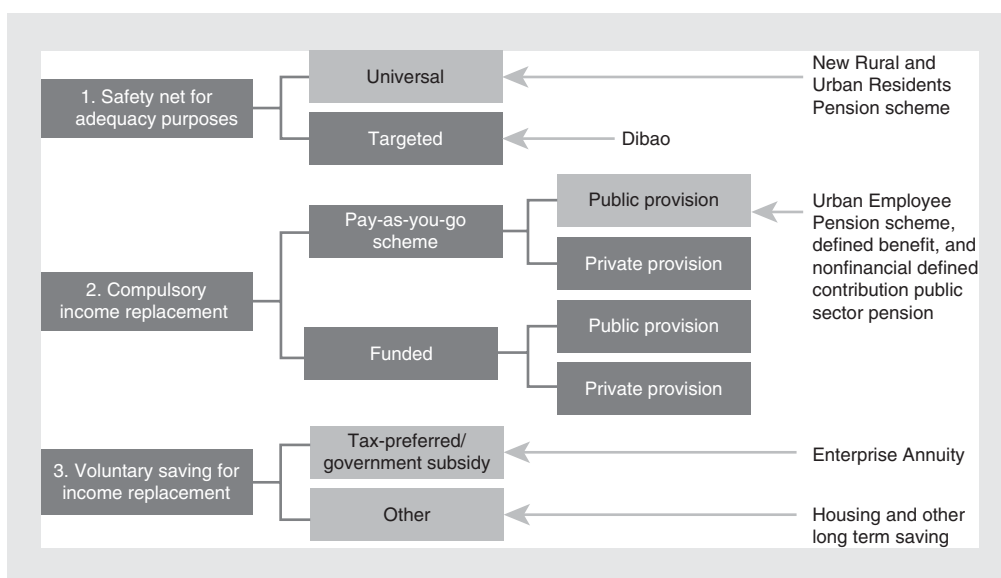 1. Safety net for
adequacy purposes
Universal
New Rural and
Urban Residents
Pension scheme
Targeted
Dibao
2. Compulsory
income replacement
Pay-as-you-go
scheme
Public provision
Urban Employee
Pension scheme,
defined benefit, and
nonfinancial defined
contribution public
sector pension
Private provision
Funded
Public provision
Private provision
3. Voluntary saving for
income replacement
Tax-preferred/
government subsidy
Enterprise Annuity
Other
Housing and other
long term saving